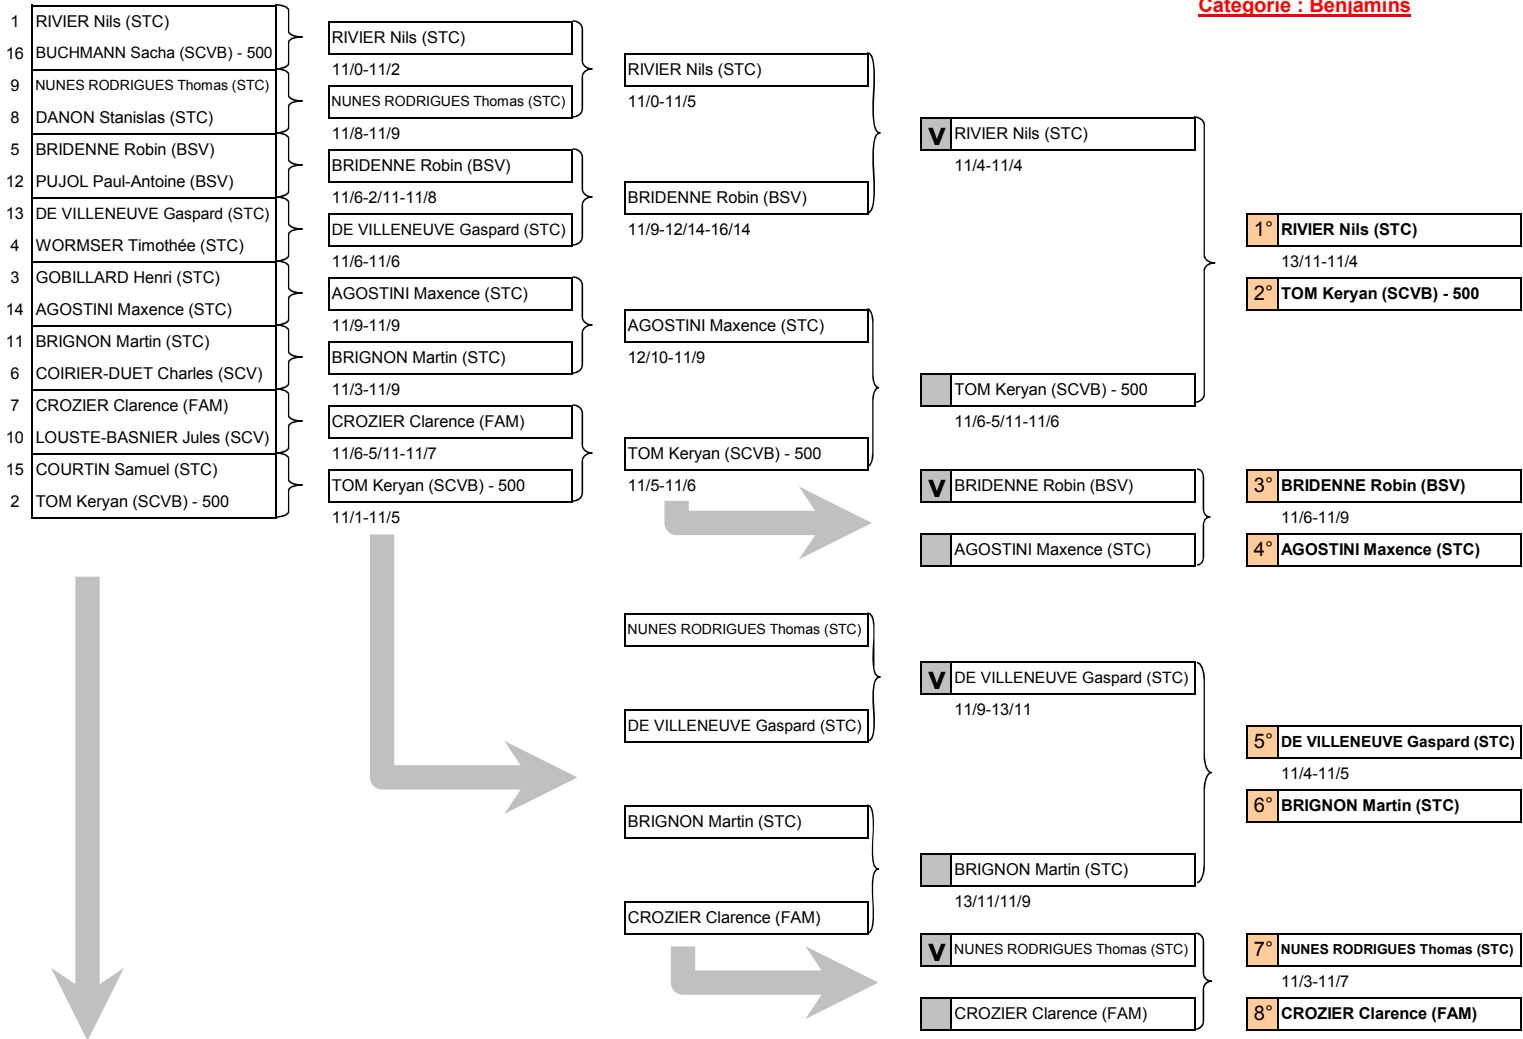 Catégorie : Benjamins
1 RIVIER Nils (STC)
16 BUCHMANN Sacha (SCVB) - 500
9 NUNES RODRIGUES Thomas (STC)
8 DANON Stanislas (STC)
5 BRIDENNE Robin (BSV)
12 PUJOL Paul-Antoine (BSV)
13 DE VILLENEUVE Gaspard (STC)
4 WORMSER Timothée (STC)
3 GOBILLARD Henri (STC)
14 AGOSTINI Maxence (STC)
11 BRIGNON Martin (STC)
6 COIRIER-DUET Charles (SCV)
7 CROZIER Clarence (FAM)
10 LOUSTE-BASNIER Jules (SCV)
15 COURTIN Samuel (STC)
2 TOM Keryan (SCVB) - 500
RIVIER Nils (STC)
11/0-11/2
NUNES RODRIGUES Thomas (STC)
11/8-11/9
BRIDENNE Robin (BSV)
11/6-2/11-11/8
DE VILLENEUVE Gaspard (STC)
11/6-11/6
AGOSTINI Maxence (STC)
11/9-11/9
BRIGNON Martin (STC)
11/3-11/9
CROZIER Clarence (FAM)
11/6-5/11-11/7
TOM Keryan (SCVB) - 500
11/1-11/5
RIVIER Nils (STC)
11/0-11/5
BRIDENNE Robin (BSV)
11/9-12/14-16/14
AGOSTINI Maxence (STC)
12/10-11/9
TOM Keryan (SCVB) - 500
11/5-11/6
NUNES RODRIGUES Thomas (STC)
DE VILLENEUVE Gaspard (STC)
BRIGNON Martin (STC)
CROZIER Clarence (FAM)
V RIVIER Nils (STC)
11/4-11/4
TOM Keryan (SCVB) - 500
11/6-5/11-11/6
V BRIDENNE Robin (BSV)
AGOSTINI Maxence (STC)
V DE VILLENEUVE Gaspard (STC)
11/9-13/11
BRIGNON Martin (STC)
13/11/11/9
V NUNES RODRIGUES Thomas (STC)
CROZIER Clarence (FAM)
1° RIVIER Nils (STC)
13/11-11/4
2° TOM Keryan (SCVB) - 500
3° BRIDENNE Robin (BSV)
11/6-11/9
4° AGOSTINI Maxence (STC)
5° DE VILLENEUVE Gaspard (STC)
11/4-11/5
6° BRIGNON Martin (STC)
7° NUNES RODRIGUES Thomas (STC)
11/3-11/7
8° CROZIER Clarence (FAM)